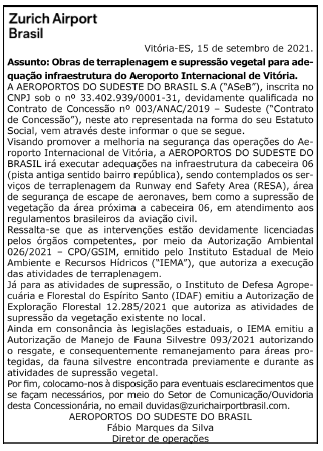 Zurich Airport
Brasil
Vitória-ES, 15 de setembro de 2021.
Assunto: Obras de terraplenagem e supressão vegetal para ade-
quação infraestrutura do Aeroporto Internacional de Vitória.
A AEROPORTOS DO SUDESTE DO BRASIL S.A ("ASeB"), inscrita no
CNPJ sob o nº 33.402.939/0001-31, devidamente qualificada no
Contrato de Concessão nº 003/ANAC/2019 – Sudeste ("Contrato
de Concessão"), neste ato representada na forma do seu Estatuto
Social, vem através deste informar o que se segue.
Visando promover a melhoria na segurança das operações do Ae-
roporto Internacional de Vitória, a AEROPORTOS DO SUDESTE DO
BRASIL irá executar adequações na infraestrutura da cabeceira 06
(pista antiga sentido bairro república), sendo contemplados os ser-
viços de terraplenagem da Runway end Safety Area (RESA), área
de segurança de escape de aeronaves, bem como a supressão de
vegetação da área próxima a cabeceira 06, em atendimento aos
regulamentos brasileiros da aviação civil.
Ressalta-se que as intervenções estão devidamente licenciadas
pelos órgãos competentes, por meio da Autorização Ambiental
026/2021 – CPO/GSIM, emitido pelo Instituto Estadual de Meio
Ambiente e Recursos Hídricos ("IEMA"), que autoriza a execução
das atividades de terraplenagem.
Já para as atividades de supressão, o Instituto de Defesa Agrope-
cuária e Florestal do Espírito Santo (IDAF) emitiu a Autorização de
Exploração Florestal 12.285/2021 que autoriza as atividades de
supressão da vegetação existente no local.
Ainda em consonância às legislações estaduais, o IEMA emitiu a
Autorização de Manejo de Fauna Silvestre 093/2021 autorizando
o resgate, e consequentemente remanejamento para áreas pro-
tegidas, da fauna silvestre encontrada previamente e durante as
atividades de supressão vegetal.
Por fim, colocamo-nos à disposição para eventuais esclarecimentos que
se façam necessários, por meio do Setor de Comunicação/Ouvidoria
desta Concessionária, no email duvidas@zurichairportbrasil.com.
AEROPORTOS DO SUDESTE DO BRASIL
Fábio Marques da Silva
Diretor de operações